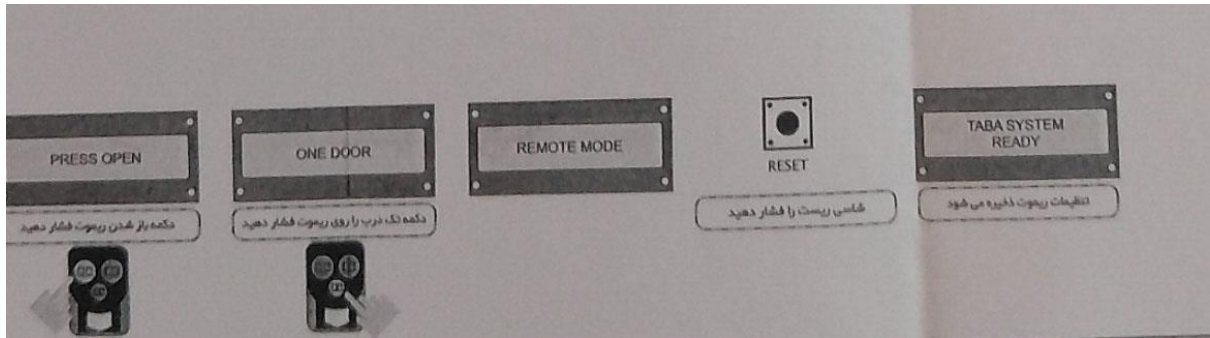 PRESS OPEN
دکمه باز شدن ریموت فشار دهید
ONE DOOR
دکمه تک درب را روی ریموت فشار دهید
REMOTE MODE
RESET
شاسی ریست را فشار دهید
TABA SYSTEM
READY
تنظیمات ریموت ذخیره می شود